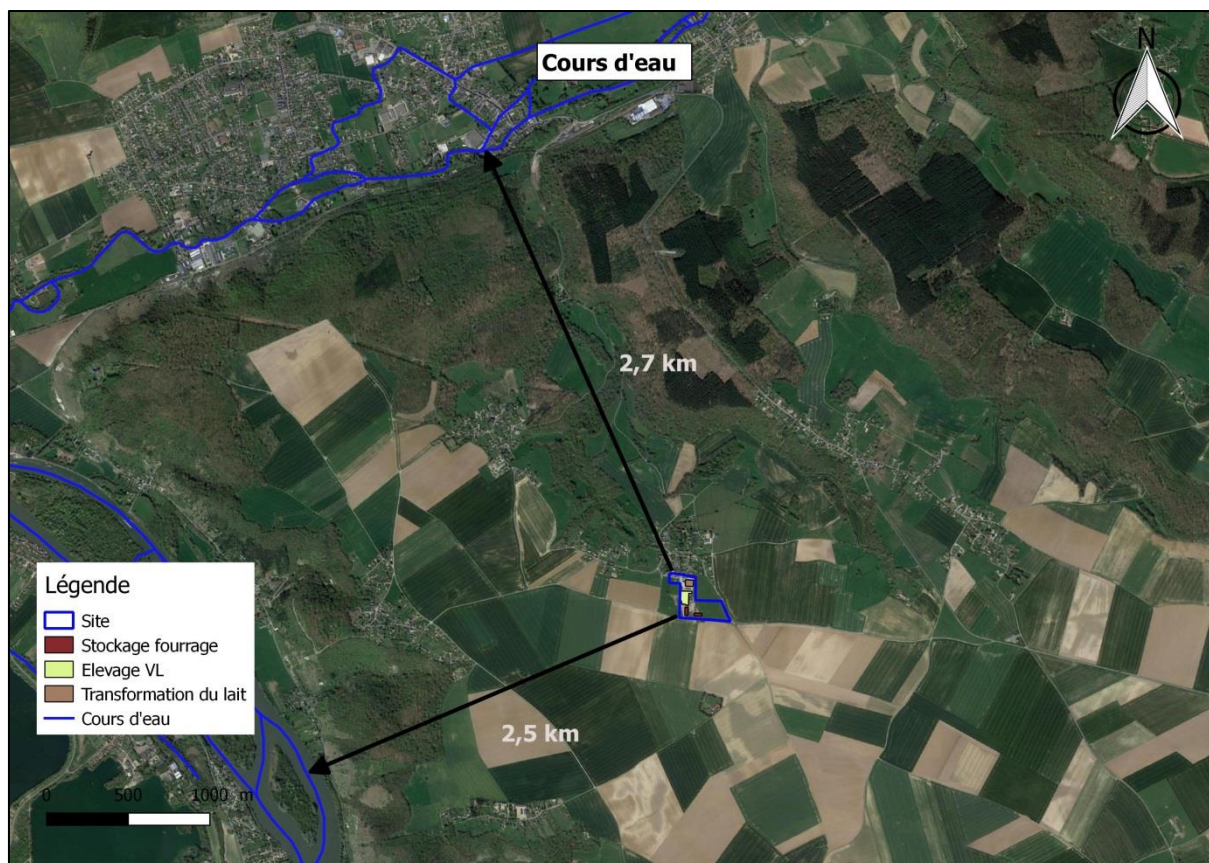 Cours d'eau
N
2,7 km
2,5 km
Légende
Site
Stockage fourrage
Elevage VL
Transformation du lait
Cours d'eau
0 500 1000 m